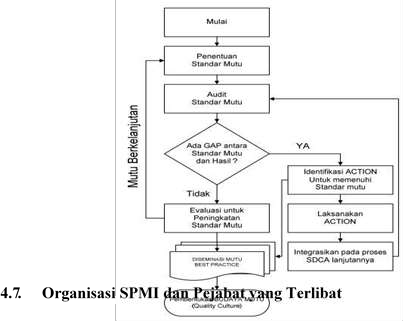 Mulai
Penentuan
Standar Mutu
Audit
Standar Mutu
Mutu Berkelanjutan
Ada GAP antara
Standar Mutu
dan Hasil ?
YA
Tidak
Identifikasi ACTION
Untuk memenuhi
Standar mutu
Laksanakan
ACTION
Integrasikan pada proses
SDCA lanjutannya
Evaluasi untuk
Peningkatan
Standar Mutu
DISEMINASI MUTU
BEST PRACTICE
4.7. Organisasi SPMI dan Pejabat yang Terlibat
BUDAYA MUTU
(Quality Culture)